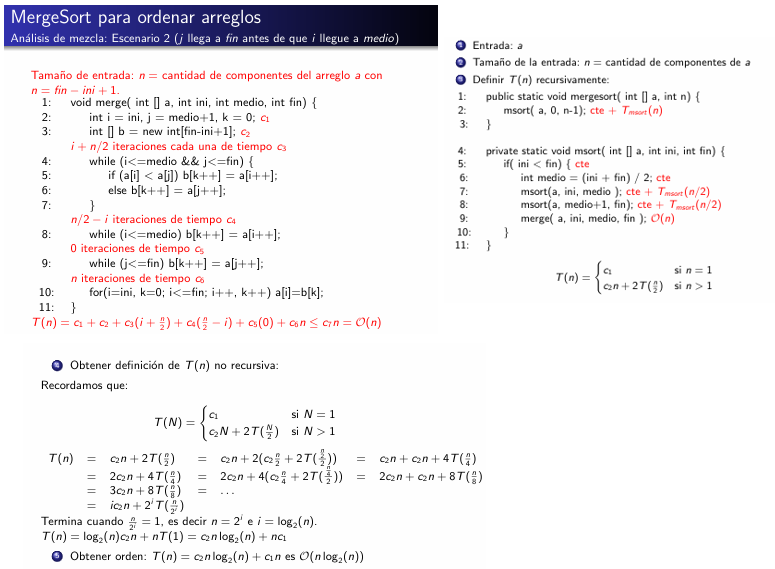 MergeSort para ordenar arreglos
Análisis de mezcla: Escenario 2 (j llega a fin antes de que i llegue a medio)
Tamaño de entrada: n = cantidad de componentes del arreglo a con
n = fin − ini + 1.
1: void merge( int [] a, int ini, int medio, int fin) {
2: int i = ini, j = medio+1, k = 0; c₁
3: int [] b = new int[fin-ini+1]; c₂
i + n/2 iteraciones cada una de tiempo c₃
4: while (i<=medio && j<=fin) {
5: if (a[i] < a[j]) b[k++] = a[i++];
6: else b[k++] = a[j++];
7: }
n/2 − i iteraciones de tiempo c₄
8: while (i<=medio) b[k++] = a[i++];
0 iteraciones de tiempo c₅
9: while (j<=fin) b[k++] = a[j++];
n iteraciones de tiempo c₆
10: for(i=ini, k=0; i<=fin; i++, k++) a[i]=b[k];
11: }
T(n) = c₁ + c₂ + c₃(i + n/2) + c₄(n/2 − i) + c₅(0) + c₆n ≤ c₇n = O(n)
1 Entrada: a
2 Tamaño de la entrada: n = cantidad de componentes de a
3 Definir T(n) recursivamente:
1: public static void mergesort( int [] a, int n) {
2: msort( a, 0, n-1); cte + Tmsort(n)
3: }
4: private static void msort( int [] a, int ini, int fin) {
5: if( ini < fin) { cte
6: int medio = (ini + fin) / 2; cte
7: msort(a, ini, medio ); cte + Tmsort(n/2)
8: msort(a, medio+1, fin); cte + Tmsort(n/2)
9: merge( a, ini, medio, fin ); O(n)
10: }
11: }
T(n) = { c₁ si n = 1
c₂n + 2T(n/2) si n > 1
4 Obtener definición de T(n) no recursiva:
Recordamos que:
T(N) = { c₁ si N = 1
c₂N + 2T(N/2) si N > 1
T(n) = c₂n + 2T(n/2) = c₂n + 2(c₂ n/2 + 2T((n/2)/2)) = c₂n + c₂n + 4T(n/4)
= 2c₂n + 4T(n/4) = 2c₂n + 4(c₂ n/4 + 2T((n/4)/2)) = 2c₂n + c₂n + 8T(n/8)
= 3c₂n + 8T(n/8) = ...
= ic₂n + 2ⁱT(n/2ⁱ)
Termina cuando n/2ⁱ = 1, es decir n = 2ⁱ e i = log₂(n).
T(n) = log₂(n)c₂n + nT(1) = c₂n log₂(n) + nc₁
5 Obtener orden: T(n) = c₂n log₂(n) + c₁n es O(n log₂(n))